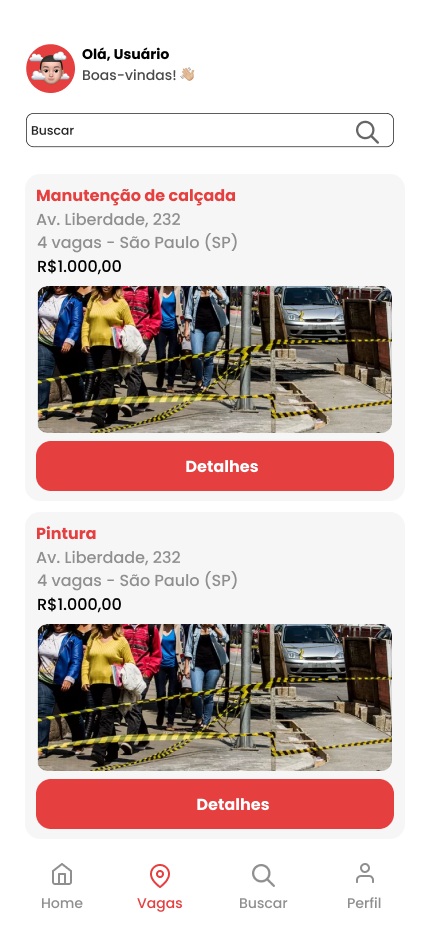 Olá, Usuário
Boas-vindas! 👋🏼
Buscar
Manutenção de calçada
Av. Liberdade, 232
4 vagas - São Paulo (SP)
R$1.000,00
Detalhes
Pintura
Av. Liberdade, 232
4 vagas - São Paulo (SP)
R$1.000,00
Detalhes
Home
Vagas
Buscar
Perfil